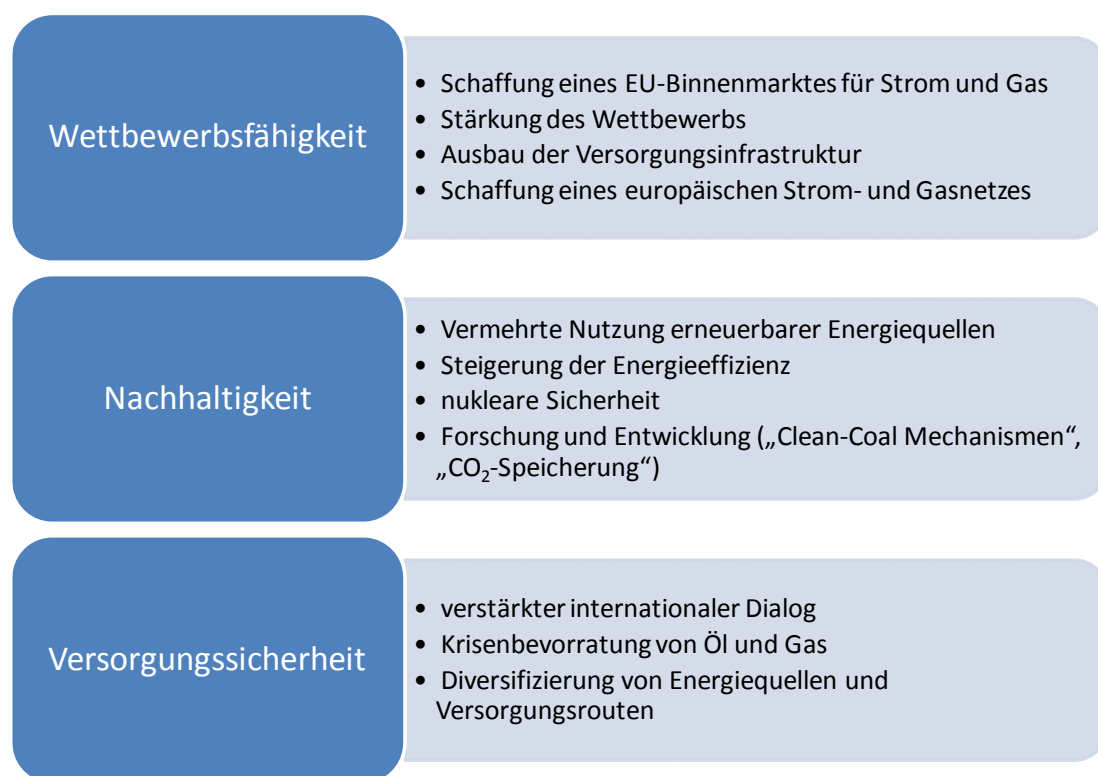 Wettbewerbsfähigkeit
• Schaffung eines EU-Binnenmarktes für Strom und Gas
• Stärkung des Wettbewerbs
• Ausbau der Versorgungsinfrastruktur
• Schaffung eines europäischen Strom- und Gasnetzes
Nachhaltigkeit
• Vermehrte Nutzung erneuerbarer Energiequellen
• Steigerung der Energieeffizienz
• nukleare Sicherheit
• Forschung und Entwicklung („Clean-Coal Mechanismen“,
„CO₂-Speicherung“)
Versorgungssicherheit
• verstärkter internationaler Dialog
• Krisenbevorratung von Öl und Gas
• Diversifizierung von Energiequellen und
Versorgungsrouten